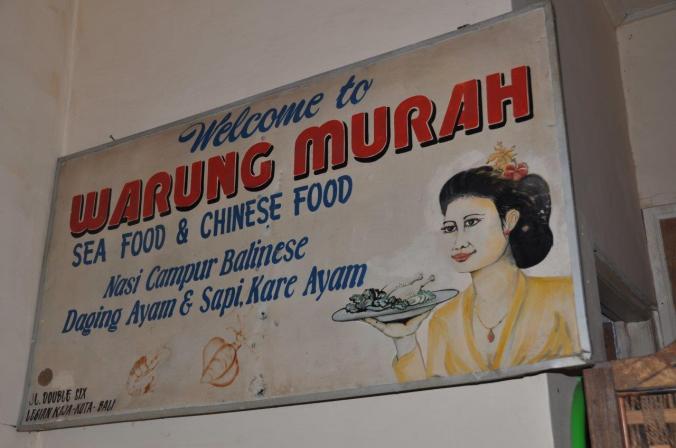 Welcome to
WARUNG MURAH
SEA FOOD & CHINESE FOOD
Nasi Campur Balinese
Daging Ayam & Sapi, Kare Ayam
JL. DOUBLE SIX
LEGIAN KAJA-KUTA-BALI